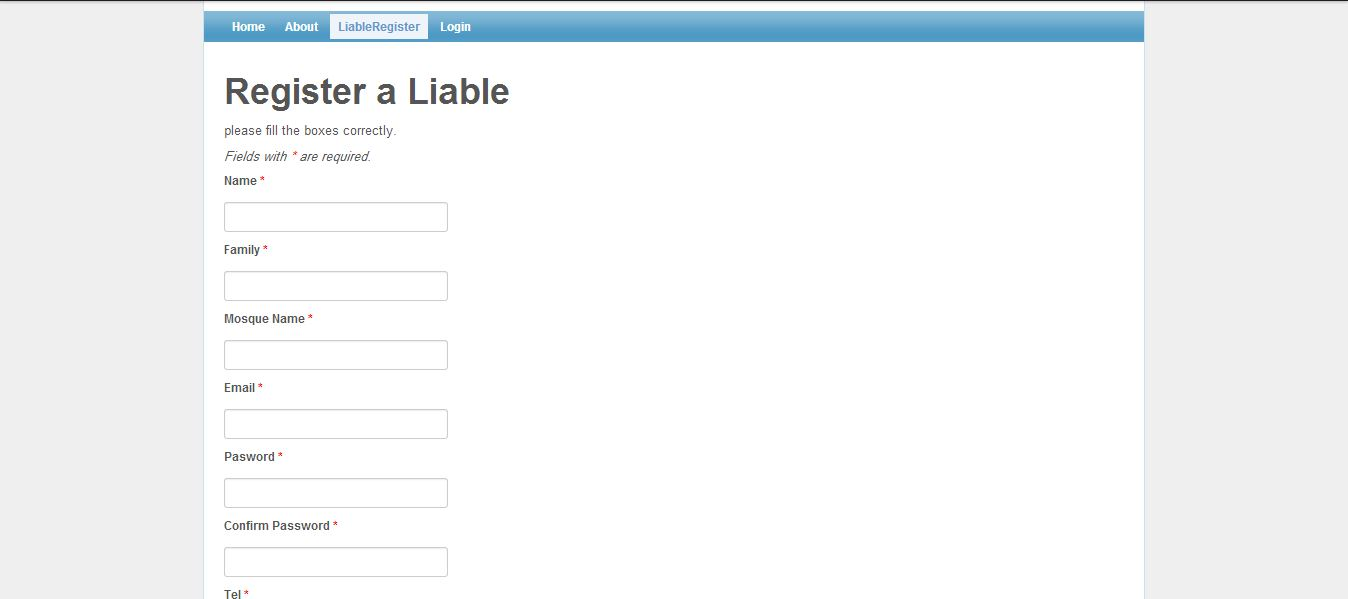 Home About LiableRegister Login
Register a Liable
please fill the boxes correctly.
Fields with * are required.
Name *
Family *
Mosque Name *
Email *
Pasword *
Confirm Password *
Tel *